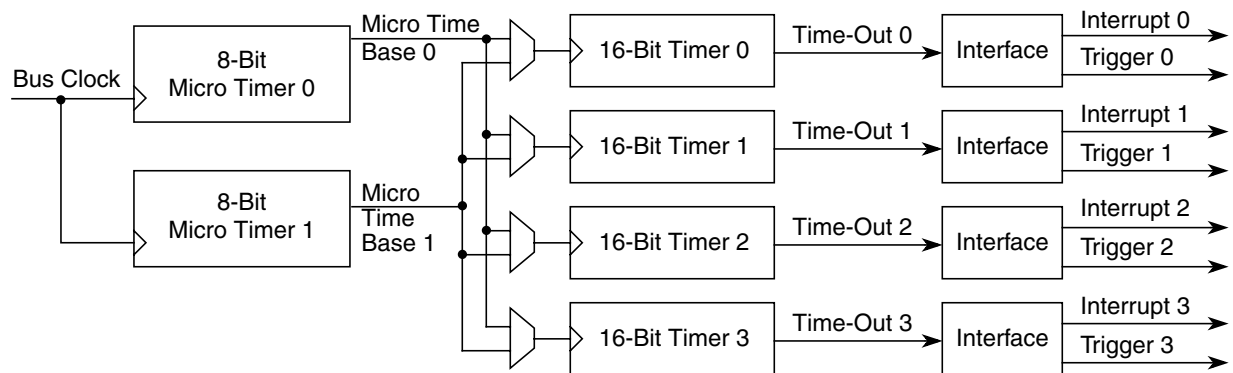 Bus Clock
8-Bit
Micro Timer 0
Micro Time
Base 0
16-Bit Timer 0
Time-Out 0
Interface
Interrupt 0
Trigger 0
16-Bit Timer 1
Time-Out 1
Interface
Interrupt 1
Trigger 1
8-Bit
Micro Timer 1
Micro
Time
Base 1
16-Bit Timer 2
Time-Out 2
Interface
Interrupt 2
Trigger 2
16-Bit Timer 3
Time-Out 3
Interface
Interrupt 3
Trigger 3